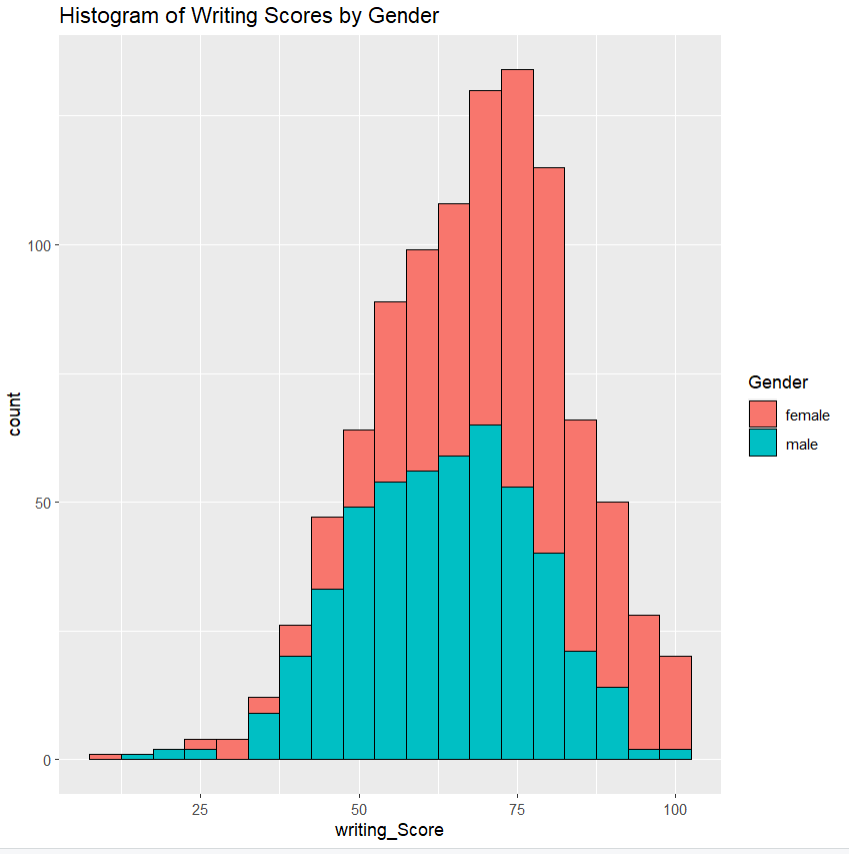 Histogram of Writing Scores by Gender
100
50
0
count
25 50 75 100
writing_Score
Gender
female
male